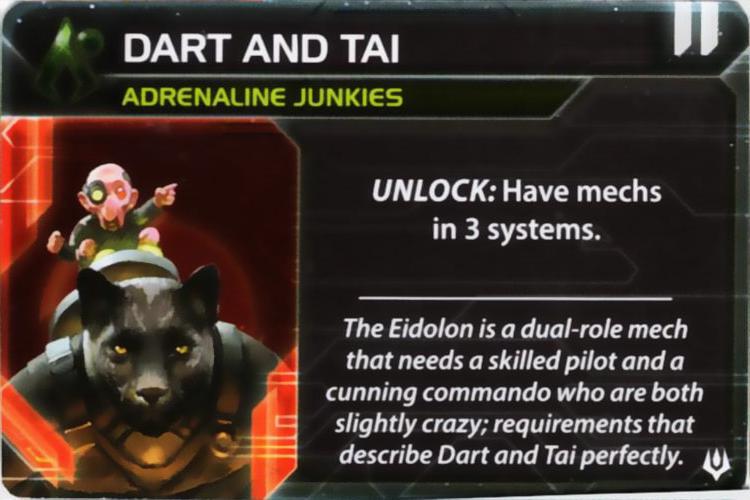 DART AND TAI
ADRENALINE JUNKIES
UNLOCK: Have mechs
in 3 systems.
The Eidolon is a dual-role mech
that needs a skilled pilot and a
cunning commando who are both
slightly crazy; requirements that
describe Dart and Tai perfectly.